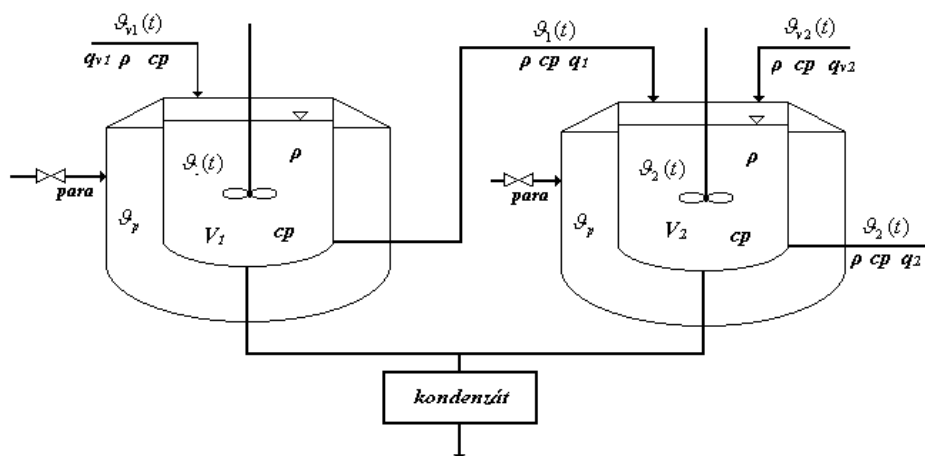 ϑv1(t)
qv1 ρ cp
ϑ1(t)
ρ cp q1
ϑv2(t)
ρ cp qv2
ρ
ϑ.(t)
V1 cp
para
ϑp
ρ
ϑ2(t)
V2 cp
para
ϑp
ϑ2(t)
ρ cp q2
kondenzát